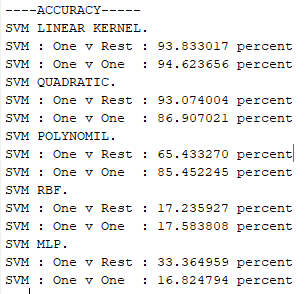 ----ACCURACY-----
SVM LINEAR KERNEL.
SVM : One v Rest : 93.833017 percent
SVM : One v One  : 94.623656 percent
SVM QUADRATIC.
SVM : One v Rest : 93.074004 percent
SVM : One v One  : 86.907021 percent
SVM POLYNOMIL.
SVM : One v Rest : 65.433270 percent
SVM : One v One  : 85.452245 percent
SVM RBF.
SVM : One v Rest : 17.235927 percent
SVM : One v One  : 17.583808 percent
SVM MLP.
SVM : One v Rest : 33.364959 percent
SVM : One v One  : 16.824794 percent